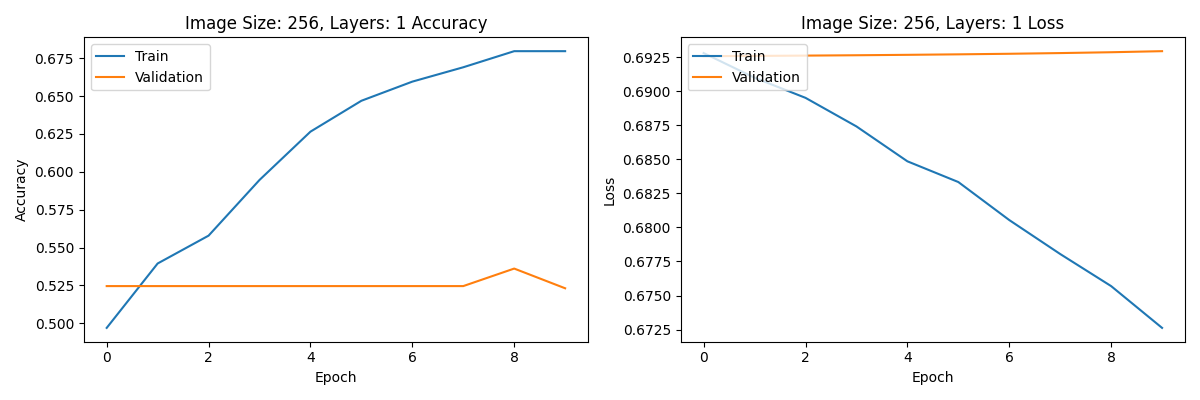 Image Size: 256, Layers: 1 Accuracy
Train
Validation
0.675
0.650
0.625
0.600
0.575
0.550
0.525
0.500
Accuracy
0 2 4 6 8
Epoch
Image Size: 256, Layers: 1 Loss
Train
Validation
0.6925
0.6900
0.6875
0.6850
0.6825
0.6800
0.6775
0.6750
0.6725
Loss
0 2 4 6 8
Epoch